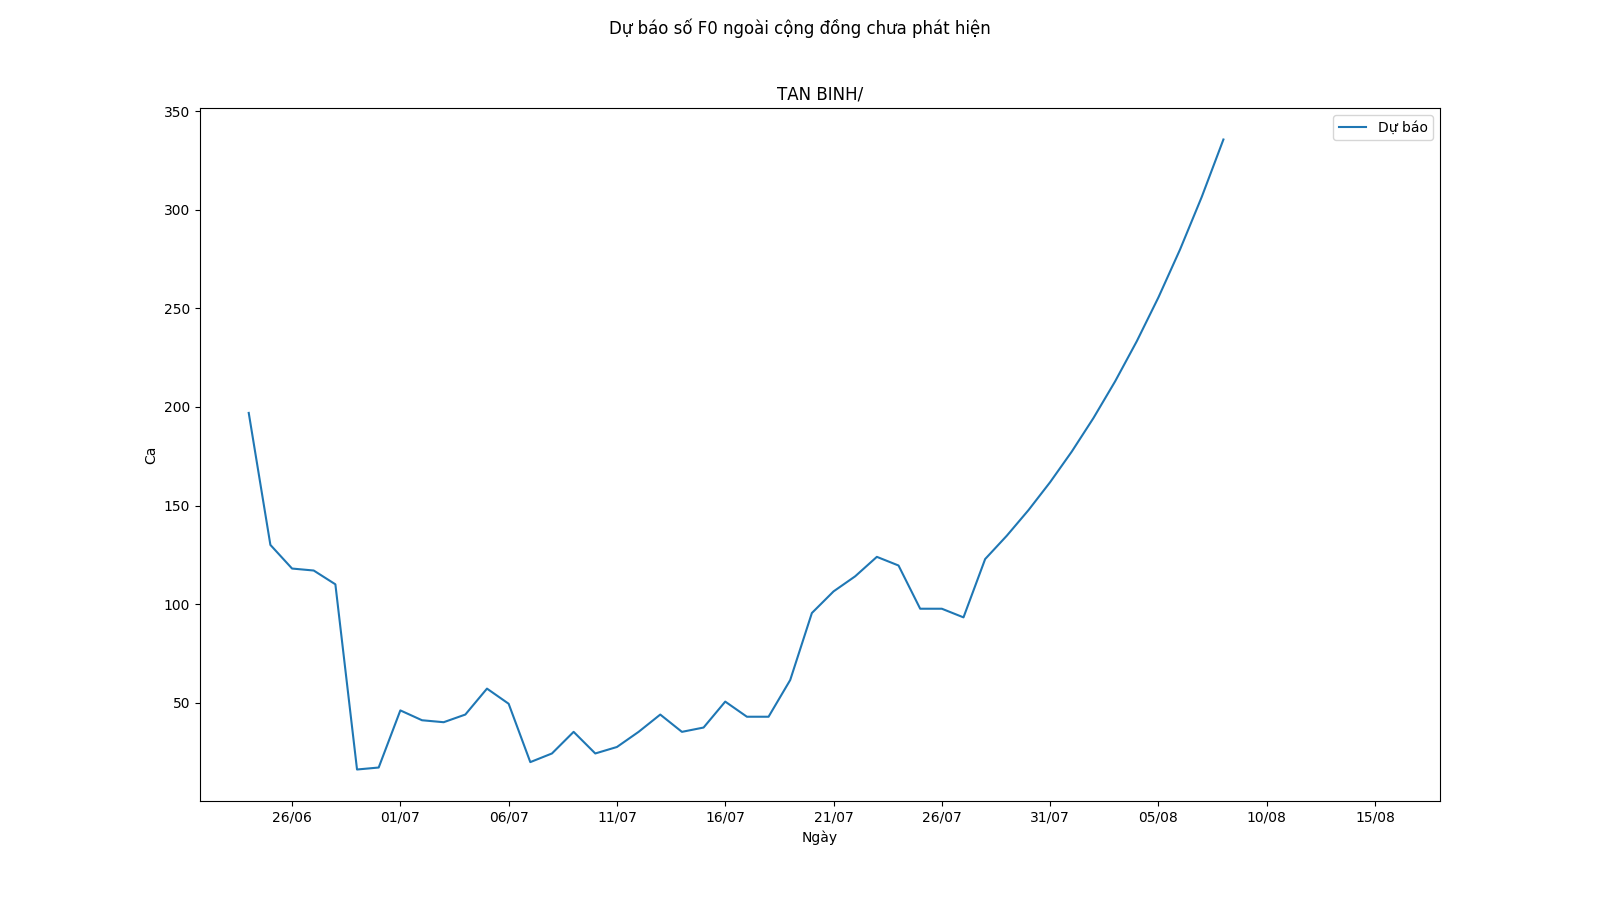 Dự báo số F0 ngoài cộng đồng chưa phát hiện
TAN BINH/
350
300
250
200
150
100
50
Ca
Dự báo
26/06 01/07 06/07 11/07 16/07 21/07 26/07 31/07 05/08 10/08 15/08
Ngày